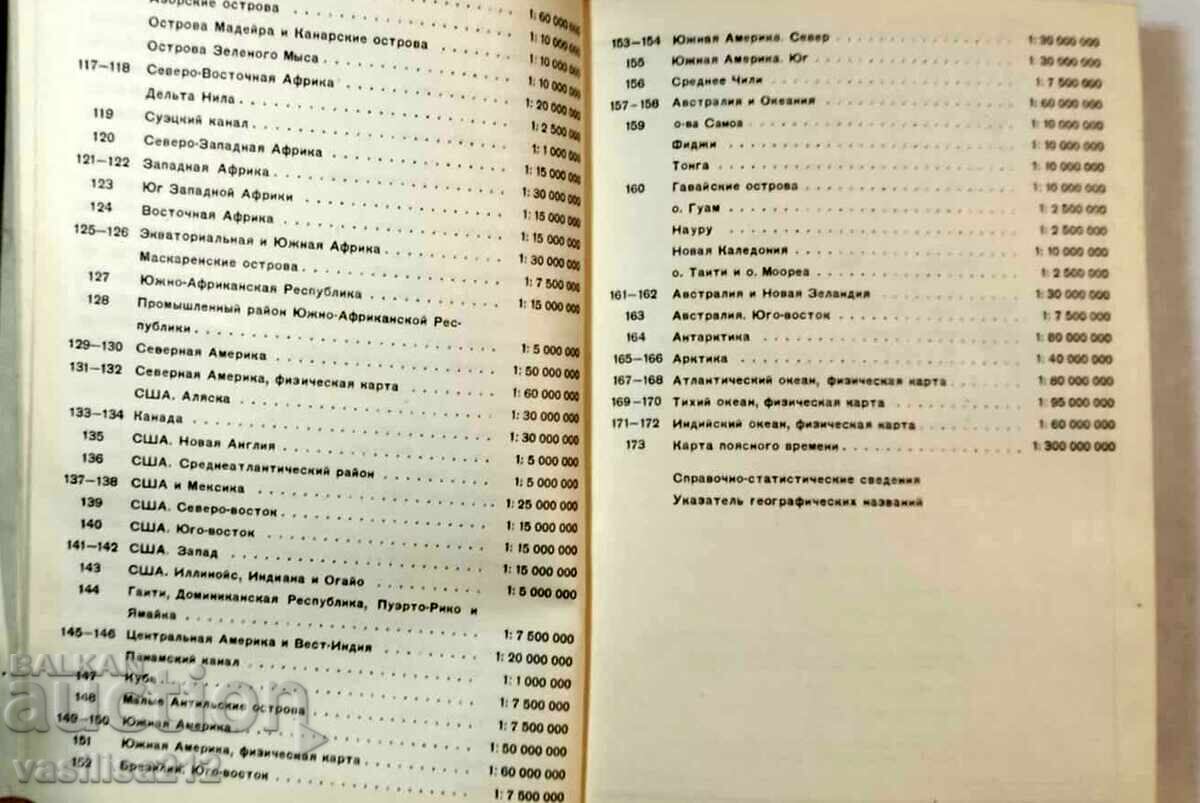 1:60 000 000
Азорские острова 1:10 000 000
Острова Мадейра и Канарские острова 1:10 000 000
Острова Зеленого Мыса 1:10 000 000
117—118 Северо-Восточная Африка 1:20 000 000
Дельта Нила 1:2 500 000
119 Суэцкий канал 1:1 000 000
120 Северо-Западная Африка 1:15 000 000
121—122 Западная Африка 1:30 000 000
123 Юг Западной Африки 1:15 000 000
124 Восточная Африка 1:15 000 000
125—126 Экваториальная и Южная Африка 1:30 000 000
Маскаренские острова 1:7 500 000
127 Южно-Африканская Республика 1:15 000 000
128 Промышленный район Южно-Африканской Рес-
публики 1:5 000 000
129—130 Северная Америка 1:50 000 000
131—132 Северная Америка, физическая карта 1:60 000 000
США. Аляска 1:30 000 000
133—134 Канада 1:30 000 000
135 США. Новая Англия 1:5 000 000
136 США. Среднеатлантический район 1:5 000 000
137—138 США и Мексика 1:25 000 000
139 США. Северо-восток 1:15 000 000
140 США. Юго-восток 1:15 000 000
141—142 США. Запад 1:15 000 000
143 США. Иллинойс, Индиана и Огайо 1:5 000 000
144 Гаити, Доминиканская Республика, Пуэрто-Рико и
Ямайка 1:7 500 000
145—146 Центральная Америка и Вест-Индия 1:20 000 000
Панамский канал 1:1 000 000
147 Куба 1:7 500 000
148 Малые Антильские острова 1:7 500 000
149—150 Южная Америка 1:50 000 000
151 Южная Америка, физическая карта 1:60 000 000
152 Бразилия. Юго-восток 1:7 500 000
BALKAN
auction
vasilisa212
153—154 Южная Америка. Север 1:30 000 000
155 Южная Америка. Юг 1:30 000 000
156 Среднее Чили 1:7 500 000
157—158 Австралия и Океания 1:60 000 000
159 о-ва Самоа 1:10 000 000
Фиджи 1:10 000 000
Тонга 1:10 000 000
160 Гавайские острова 1:10 000 000
о. Гуам 1:2 500 000
Науру 1:2 500 000
Новая Каледония 1:10 000 000
о. Таити и о. Моореа 1:2 500 000
161—162 Австралия и Новая Зеландия 1:30 000 000
163 Австралия. Юго-восток 1:7 500 000
164 Антарктика 1:80 000 000
165—166 Арктика 1:40 000 000
167—168 Атлантический океан, физическая карта 1:80 000 000
169—170 Тихий океан, физическая карта 1:95 000 000
171—172 Индийский океан, физическая карта 1:60 000 000
173 Карта поясного времени 1:300 000 000
Справочно-статистические сведения
Указатель географических названий